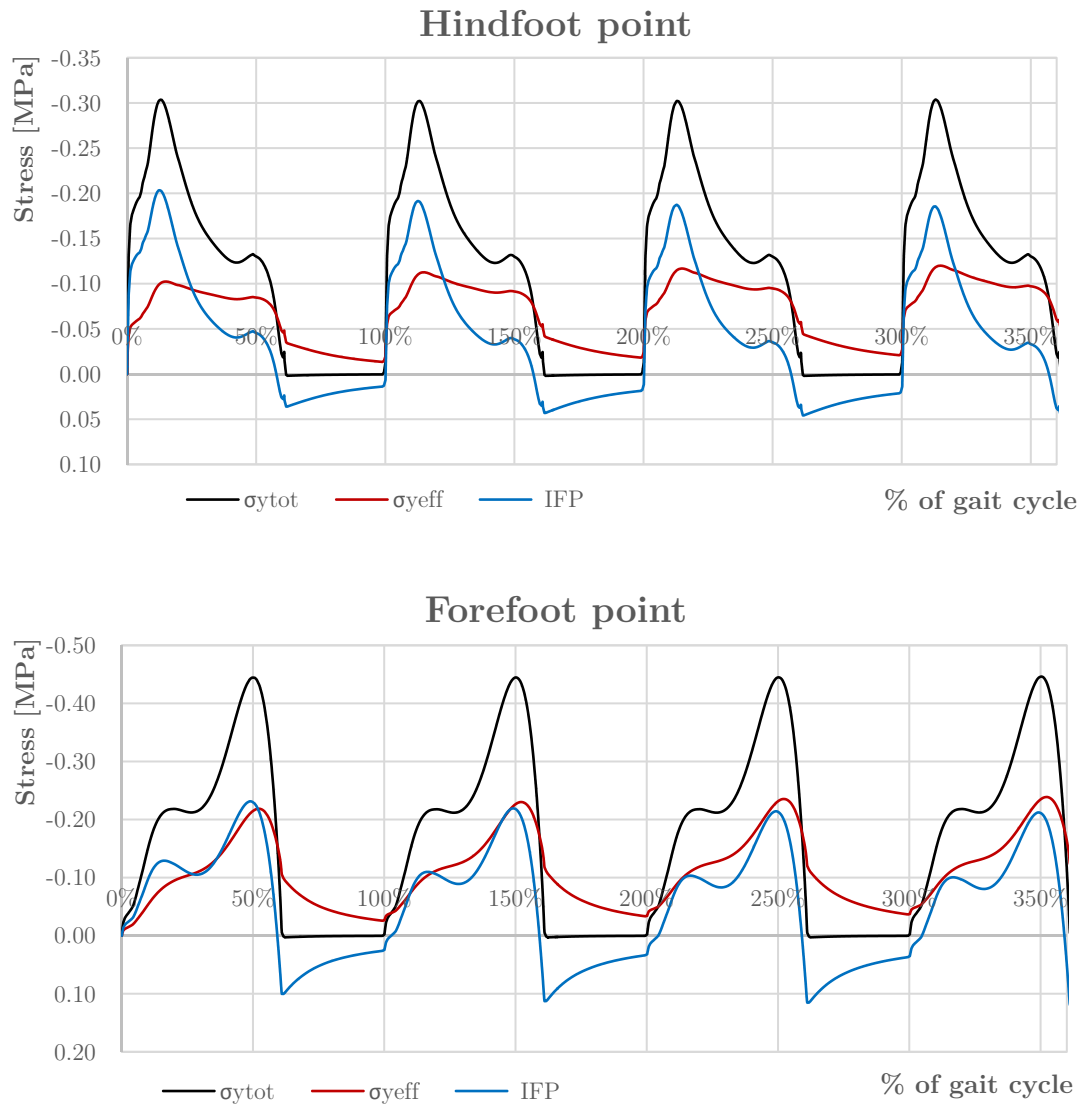 Hindfoot point
Stress [MPa]
-0.35
-0.30
-0.25
-0.20
-0.15
-0.10
-0.05
0.00
0.05
0.10
0% 50% 100% 150% 200% 250% 300% 350%
σytot σyeff IFP
% of gait cycle
Forefoot point
Stress [MPa]
-0.50
-0.40
-0.30
-0.20
-0.10
0.00
0.10
0.20
0% 50% 100% 150% 200% 250% 300% 350%
σytot σyeff IFP
% of gait cycle